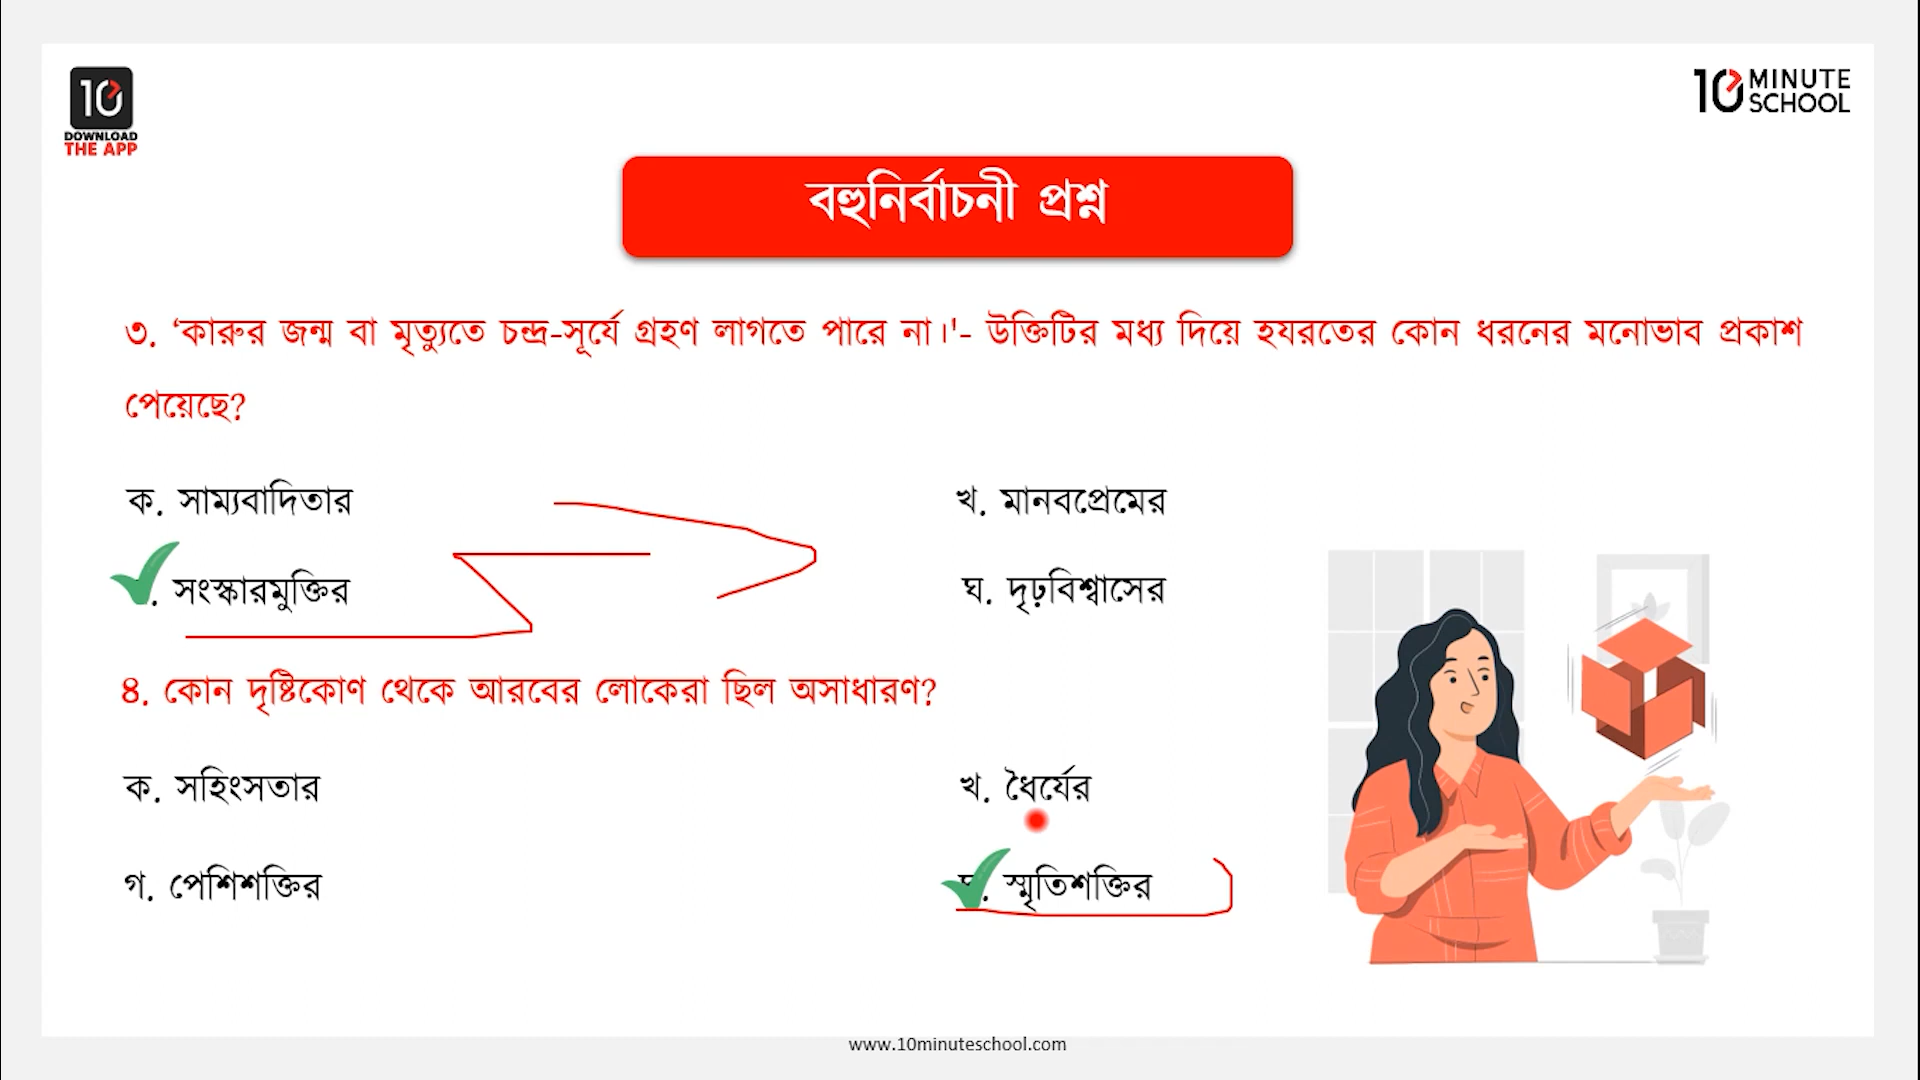 10
DOWNLOAD
THE APP
10 MINUTE
SCHOOL
বহুনির্বাচনী প্রশ্ন
৩. ‘কারুর জন্ম বা মৃত্যুতে চন্দ্র-সূর্যে গ্রহণ লাগতে পারে না।'- উক্তিটির মধ্য দিয়ে হযরতের কোন ধরনের মনোভাব প্রকাশ
পেয়েছে?
ক. সাম্যবাদিতার খ. মানবপ্রেমের
. সংস্কারমুক্তির ঘ. দৃঢ়বিশ্বাসের
৪. কোন দৃষ্টিকোণ থেকে আরবের লোকেরা ছিল অসাধারণ?
ক. সহিংসতার খ. ধৈর্যের
গ. পেশিশক্তির ঘ. স্মৃতিশক্তির
www.10minuteschool.com